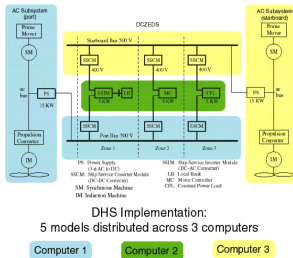 AC Subsystem
(port)
DCZEDS
AC Subsystem
(starboard)
Prime
Mover
Starboard Bus 500 V
Prime
Mover
SM
SSCM
SSCM
SSCM
SM
400 V
400 V
400 V
ac
bus
PS
15 KW
SSIM
LB
MC
CPL
PS
15 KW
ac
bus
5 KW
5 KW
5 KW
SSCM
SSCM
SSCM
Propulsion
Converter
Port Bus 500 V
Propulsion
Converter
Zone 1
Zone 2
Zone 3
IM
IM
PS: Power Supply
(3-φ AC to DC)
SSCM: Ship Service Converter Module
(DC-DC Converter)
SM: Synchronous Machine
IM: Induction Machine
SSIM: Ship Service Inverter Module
(DC-AC Converter)
LB: Load Bank
MC: Motor Controller
CPL: Constant Power Load
DHS Implementation:
5 models distributed across 3 computers
Computer 1
Computer 2
Computer 3